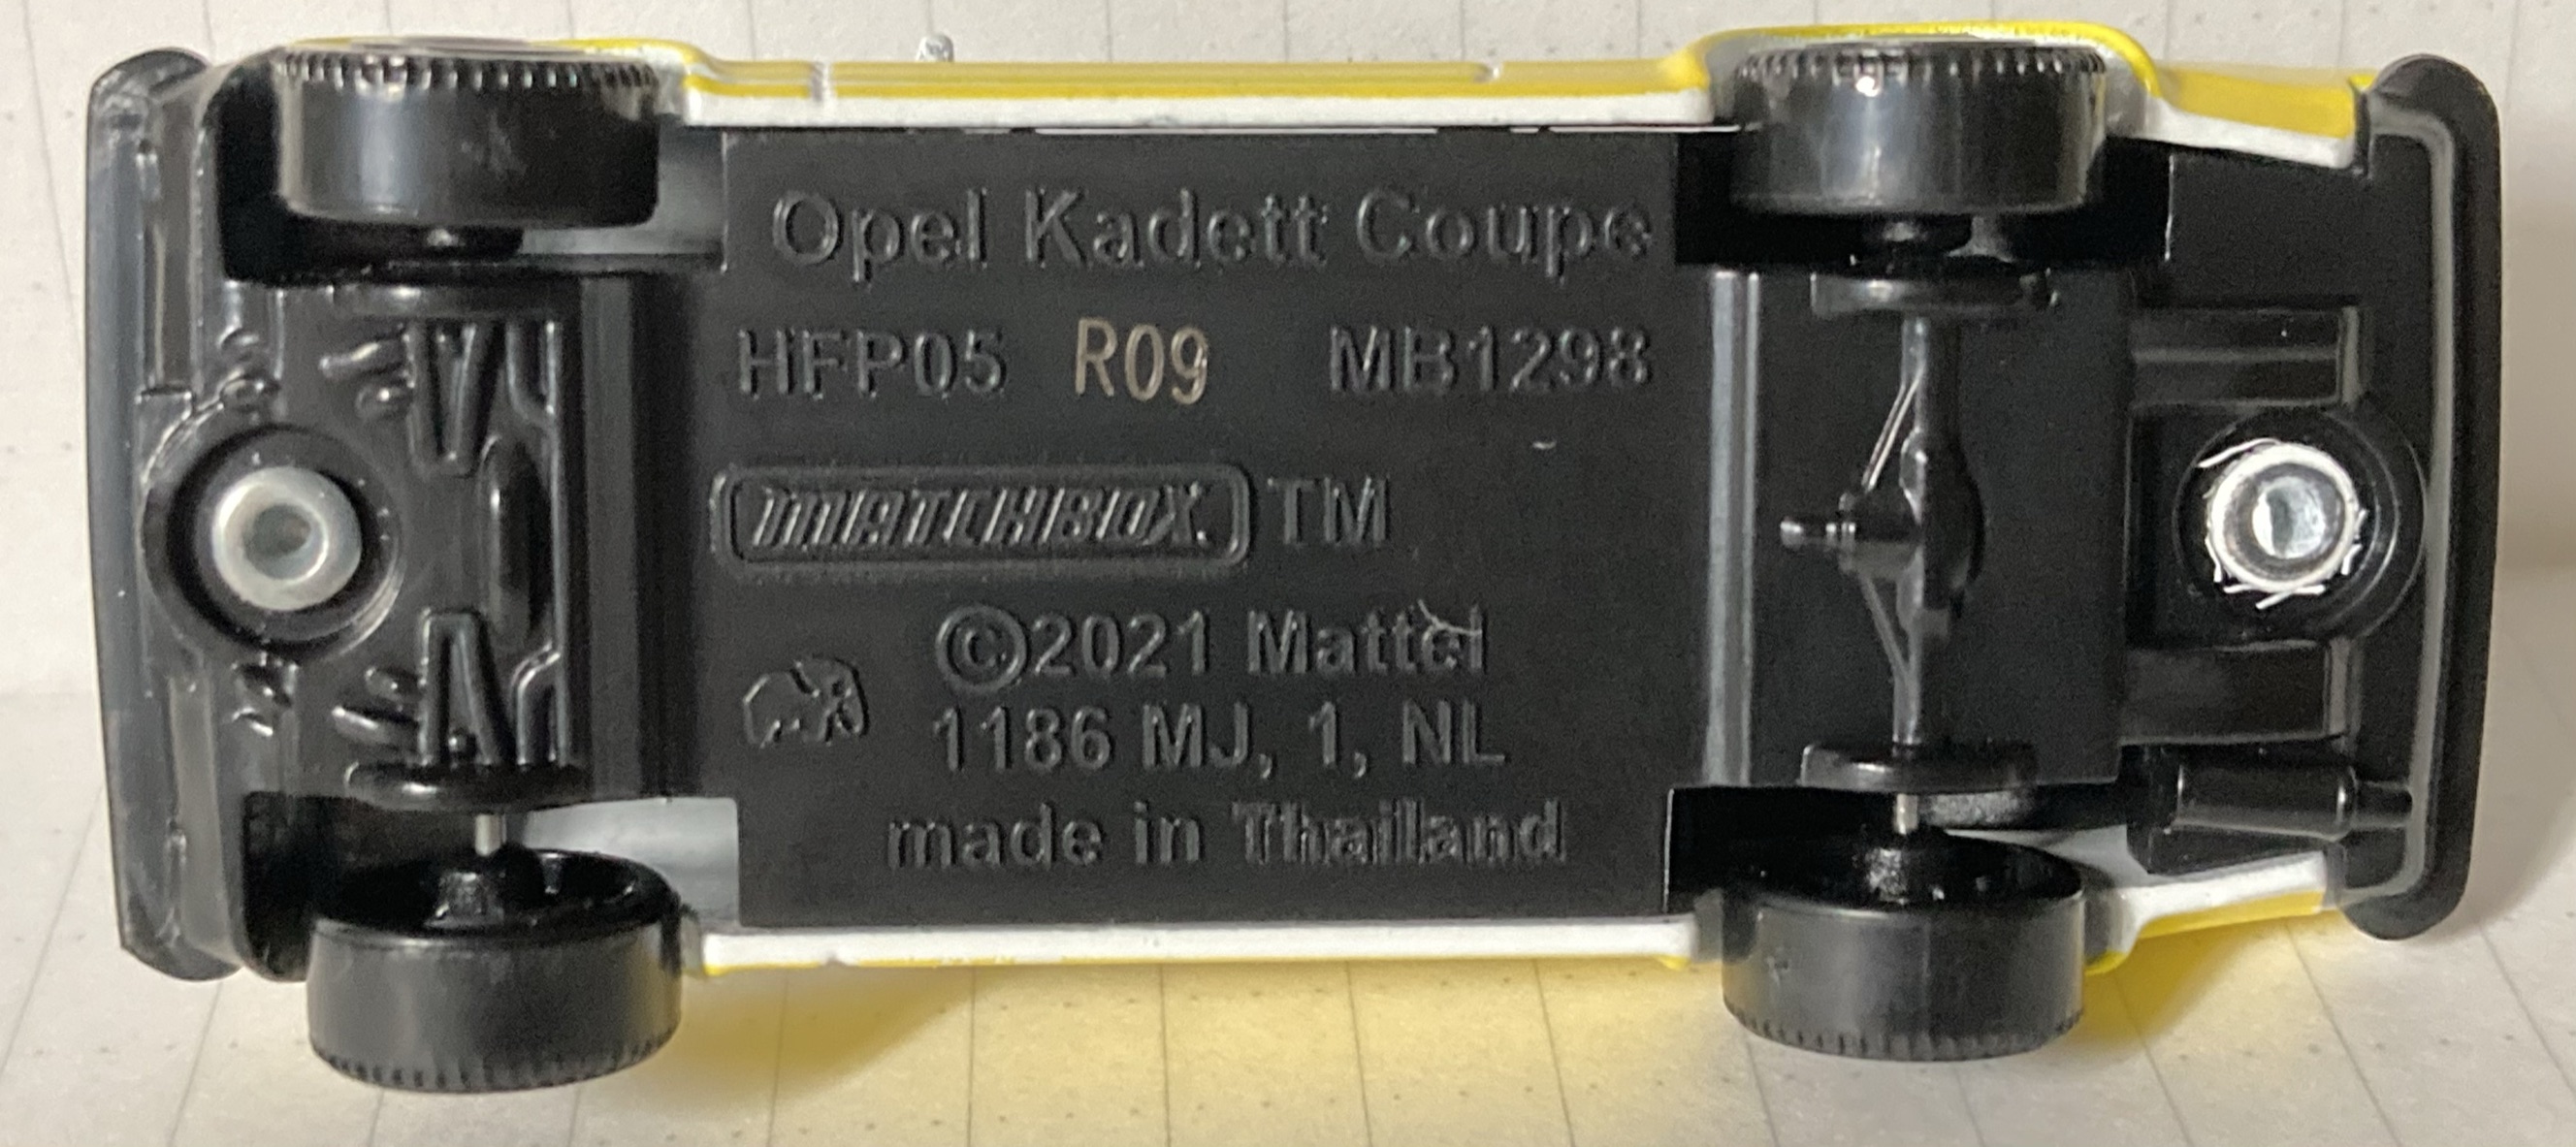 Opel Kadett Coupe
HFP05 R09 MB1298
MATCHBOX TM
©2021 Mattel
1186 MJ, 1, NL
made in Thailand